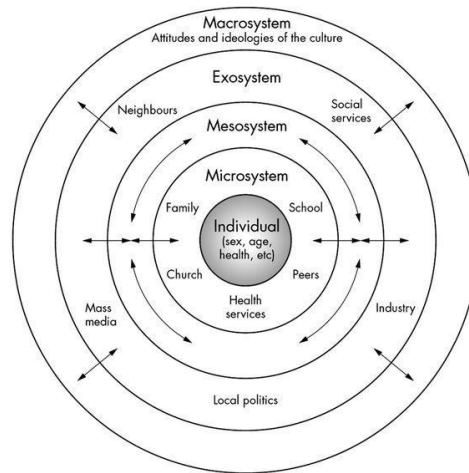 Macrosystem
Attitudes and ideologies of the culture
Exosystem
Neighbours
Social
services
Mesosystem
Microsystem
Family
School
Individual
(sex, age,
health, etc)
Church
Peers
Health
services
Mass
media
Industry
Local politics